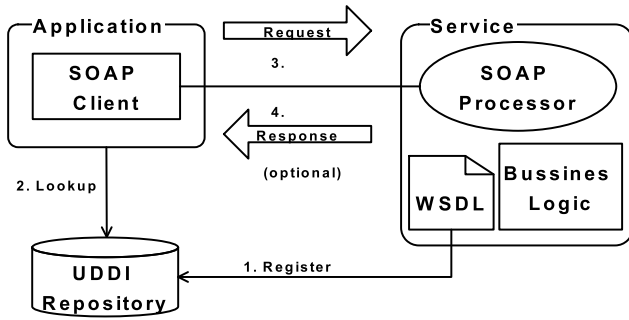 Application
Request
Service
SOAP
Client
3.
SOAP
Processor
4.
Response
(optional)
2. Lookup
WSDL
Bussines
Logic
1. Register
UDDI
Repository